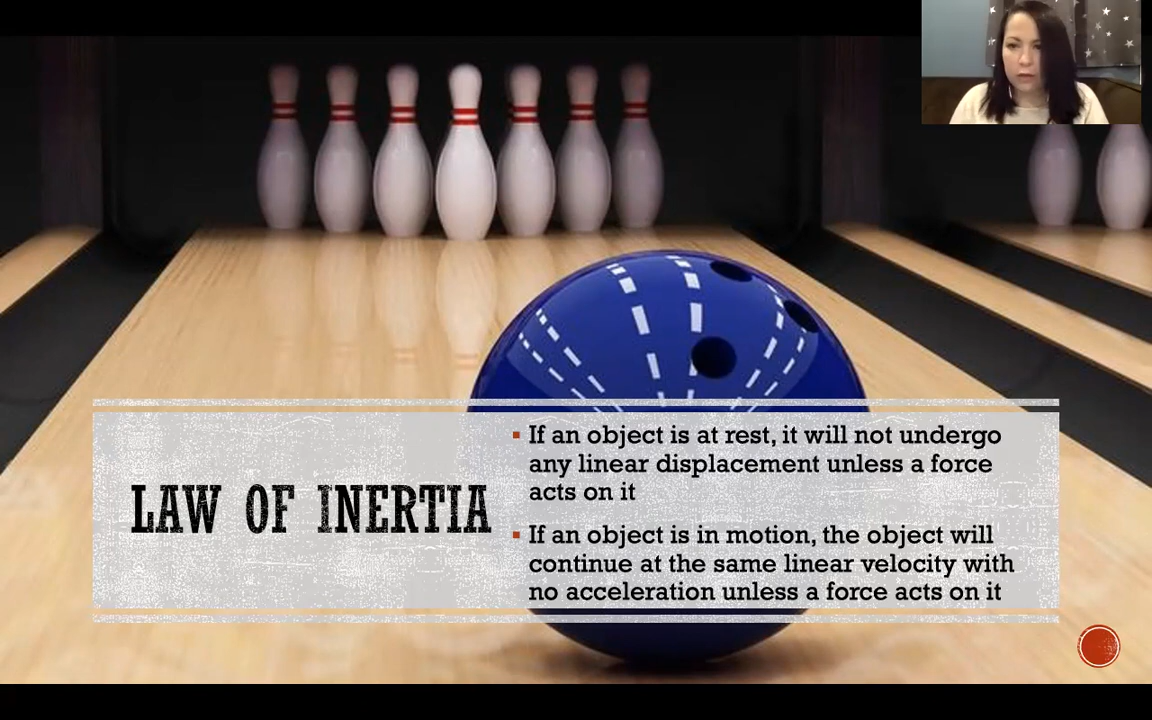 LAW OF INERTIA
If an object is at rest, it will not undergo
any linear displacement unless a force
acts on it
If an object is in motion, the object will
continue at the same linear velocity with
no acceleration unless a force acts on it